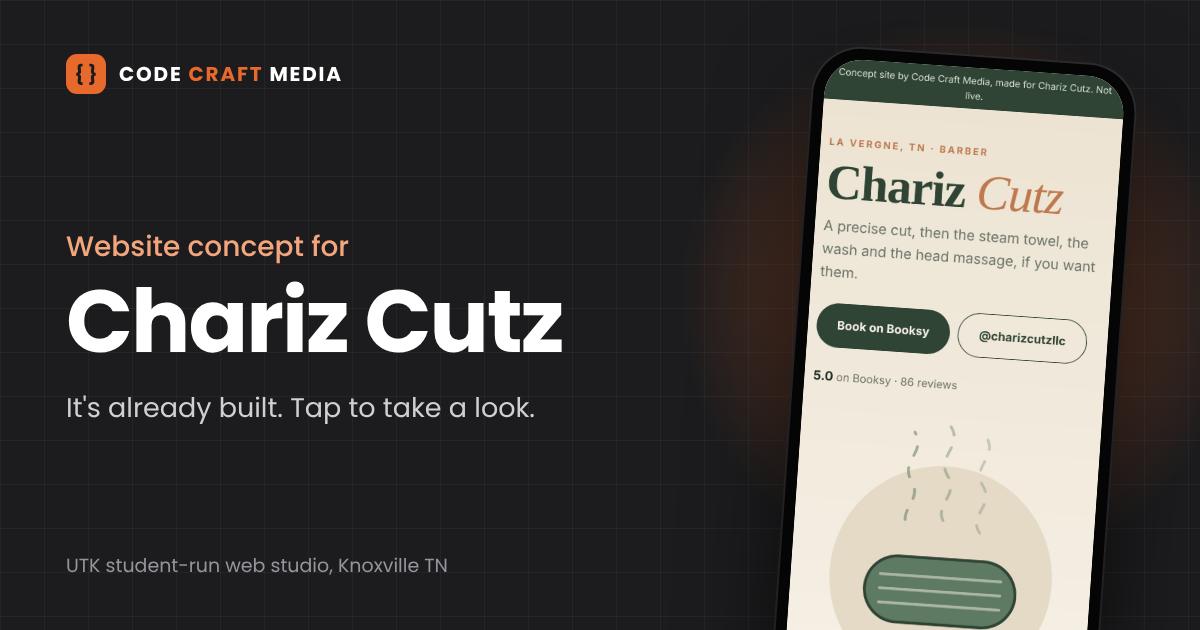 { }
CODE CRAFT MEDIA
Website concept for
Chariz Cutz
It's already built. Tap to take a look.
UTK student-run web studio, Knoxville TN
Concept site by Code Craft Media, made for Chariz Cutz. Not
live.
LA VERGNE, TN · BARBER
Chariz Cutz
A precise cut, then the steam towel, the
wash and the head massage, if you want
them.
Book on Booksy
@charizcutzllc
5.0 on Booksy · 86 reviews